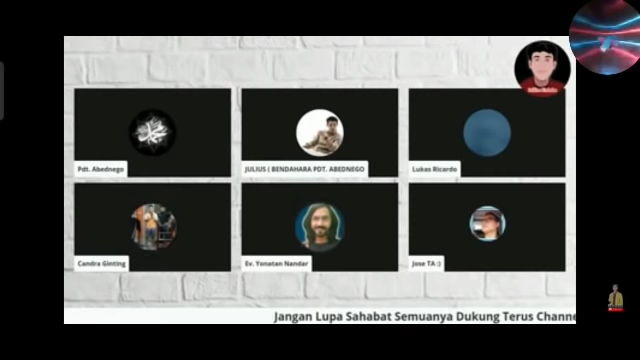 Pdt. Abednego
JULIUS ( BENDAHARA PDT. ABEDNEGO
Lukas Ricardo
Candra Ginting
Ev. Yonatan Nandar
Jose TA :)
Jangan Lupa Sahabat Semuanya Dukung Terus Channe